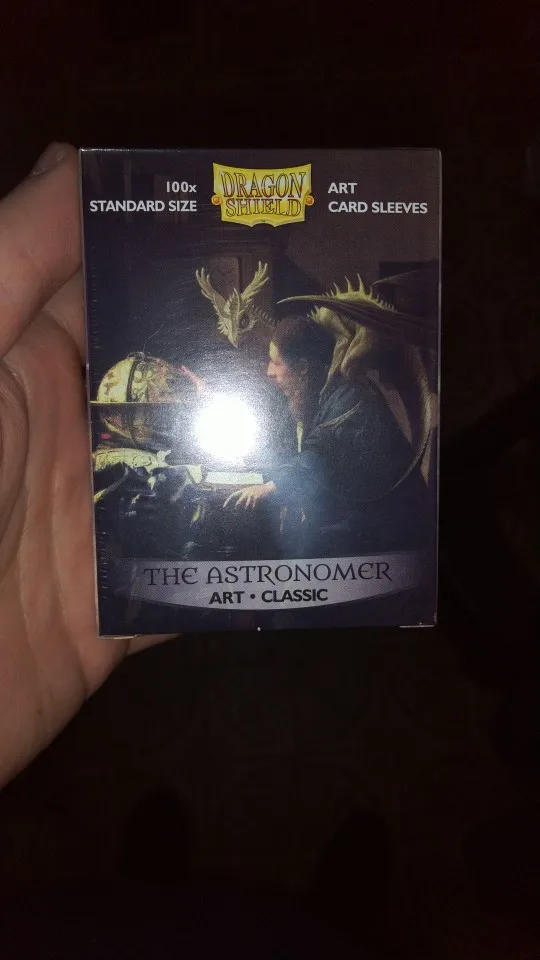 100x
STANDARD SIZE
DRAGON
SHIELD
ART
CARD SLEEVES
THE ASTRONOMER
ART • CLASSIC